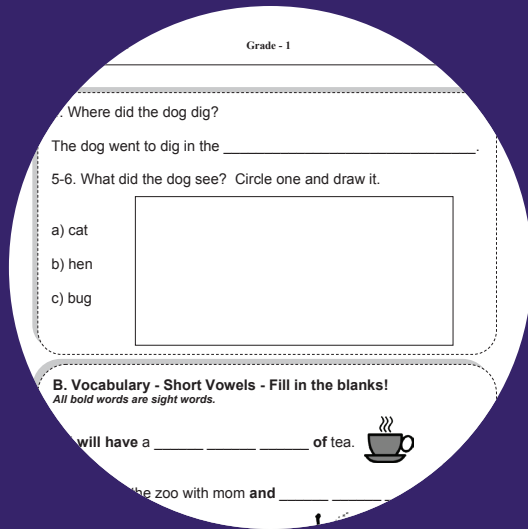 Grade - 1
. Where did the dog dig?
The dog went to dig in the ________________________________.
5-6. What did the dog see? Circle one and draw it.
a) cat
b) hen
c) bug
B. Vocabulary - Short Vowels - Fill in the blanks!
All bold words are sight words.
will have a ______ ______ ______ of tea.
the zoo with mom and ______ ______ _